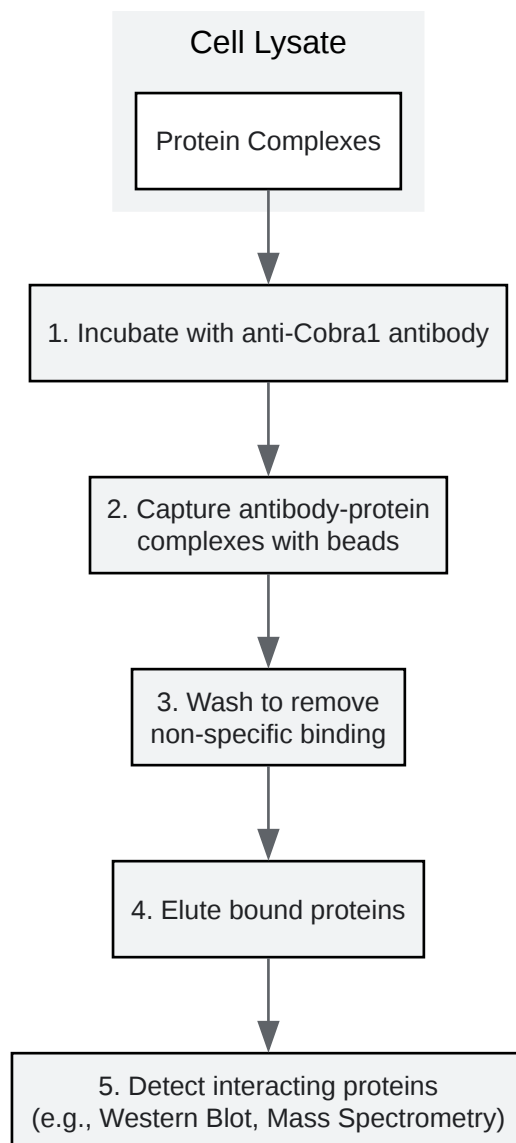 Cell Lysate
Protein Complexes
1. Incubate with anti-Cobra1 antibody
2. Capture antibody-protein
complexes with beads
3. Wash to remove
non-specific binding
4. Elute bound proteins
5. Detect interacting proteins
(e.g., Western Blot, Mass Spectrometry)